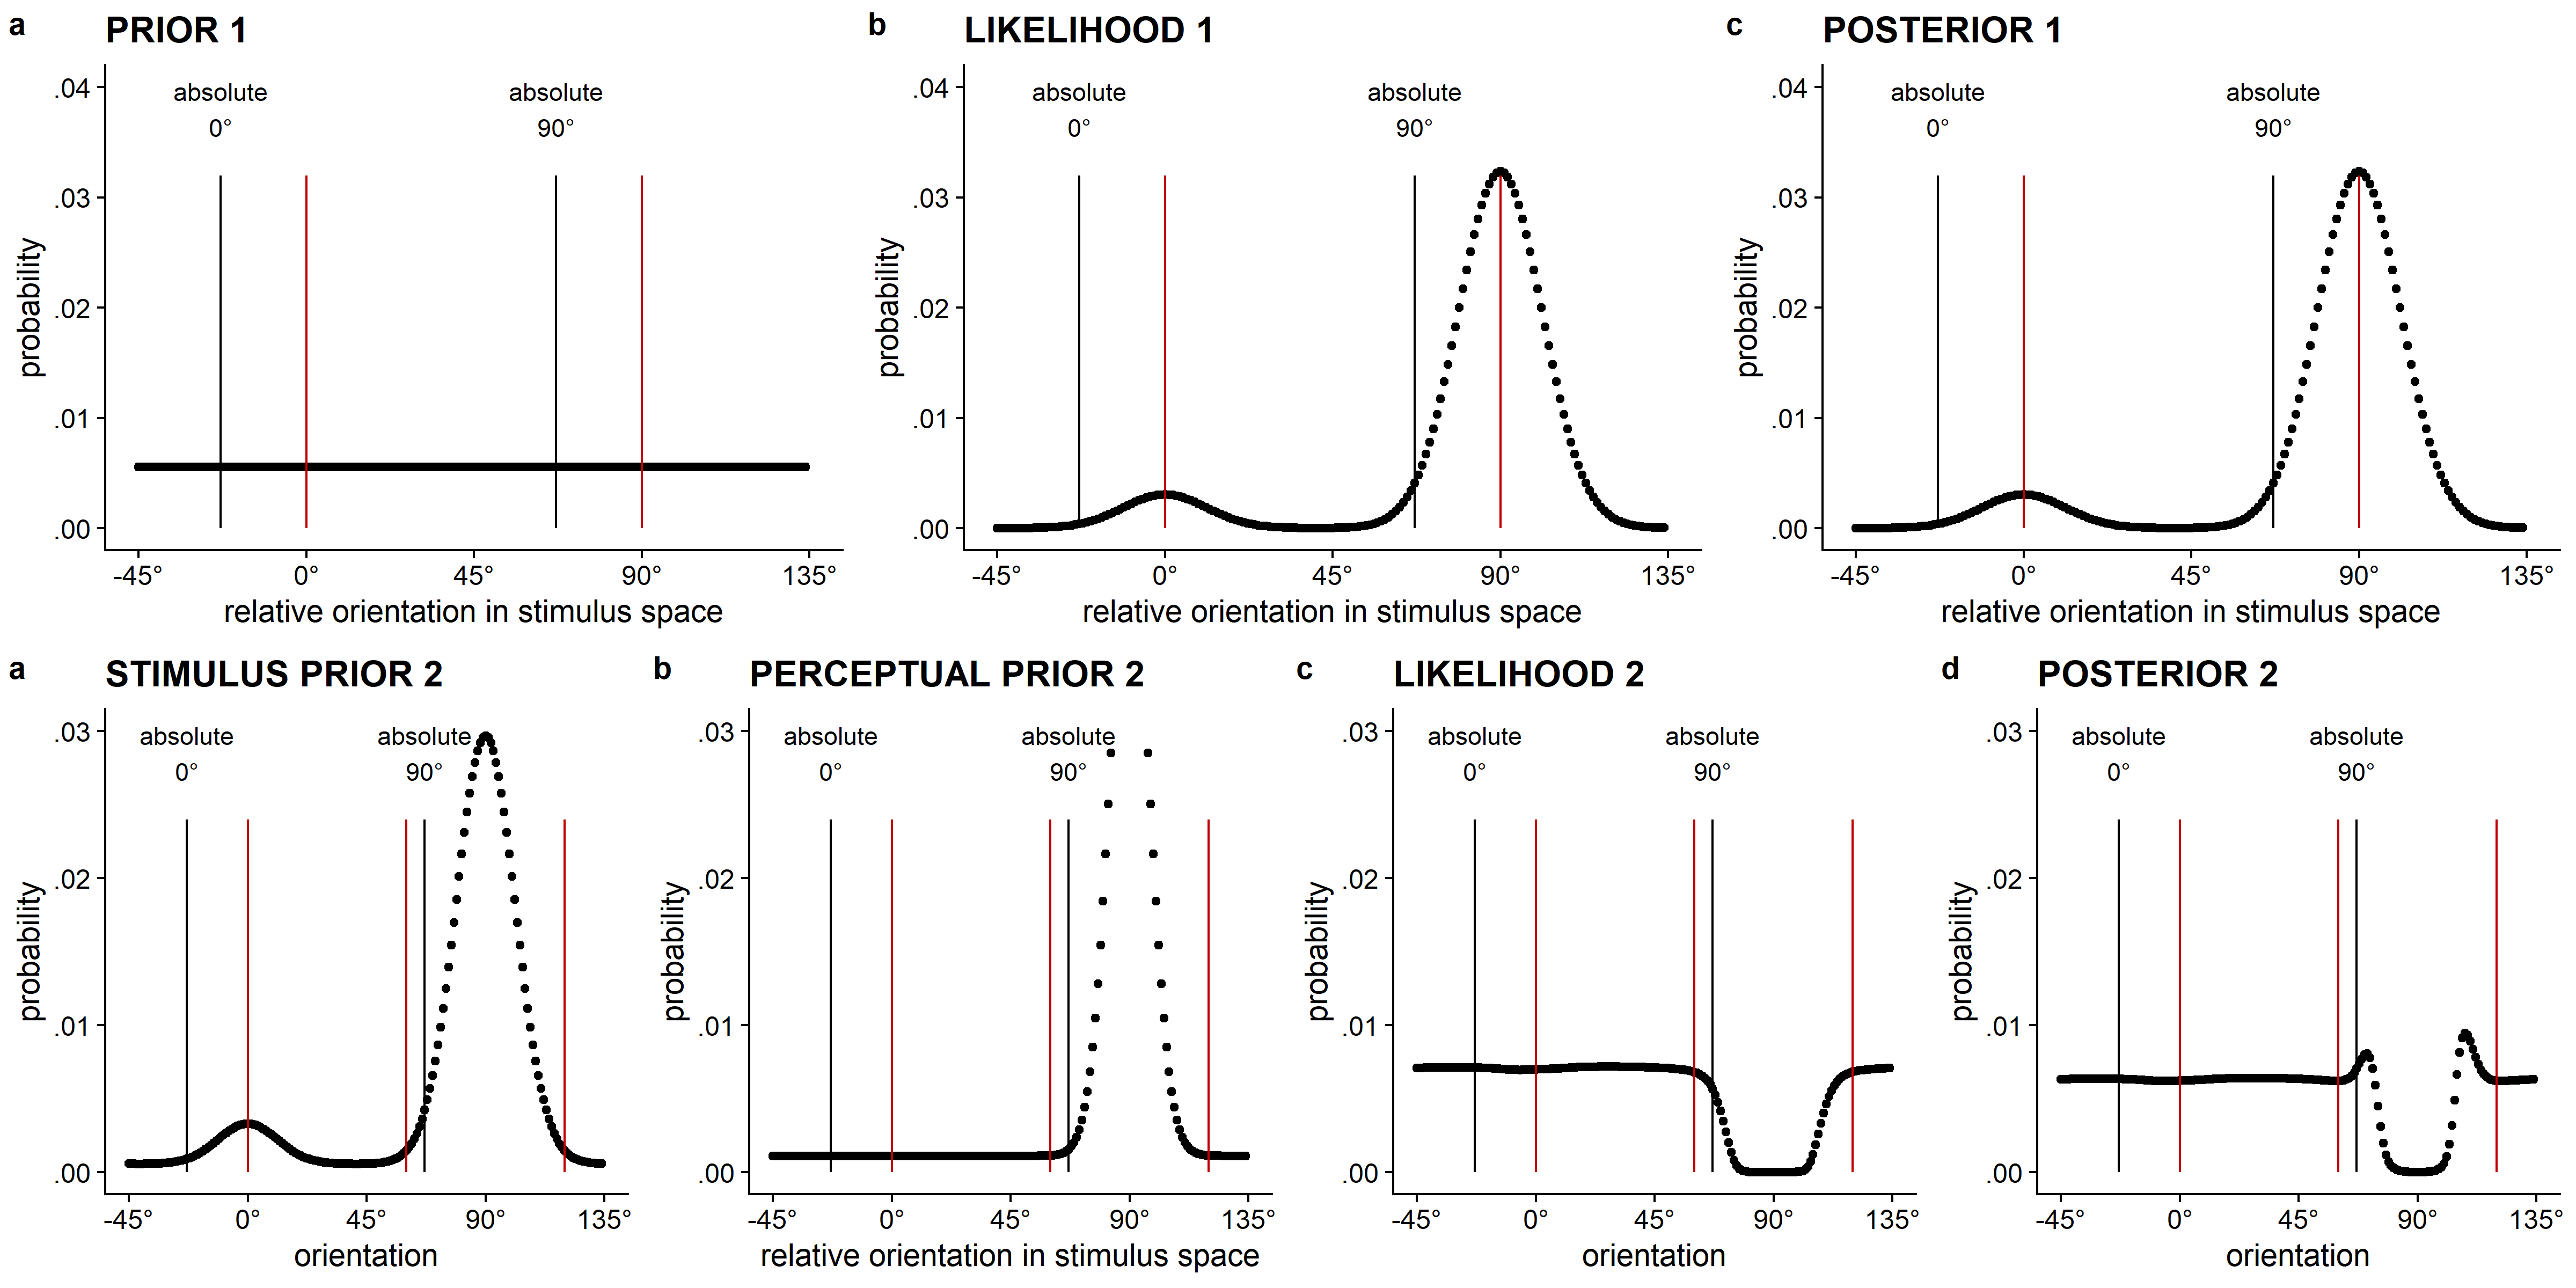 a PRIOR 1
.04
.03
.02
.01
.00
absolute
0°
absolute
90°
probability
-45° 0° 45° 90° 135°
relative orientation in stimulus space
b LIKELIHOOD 1
.04
.03
.02
.01
.00
absolute
0°
absolute
90°
probability
-45° 0° 45° 90° 135°
relative orientation in stimulus space
c POSTERIOR 1
.04
.03
.02
.01
.00
absolute
0°
absolute
90°
probability
-45° 0° 45° 90° 135°
relative orientation in stimulus space
a STIMULUS PRIOR 2
.03
.02
.01
.00
absolute
0°
absolute
90°
probability
-45° 0° 45° 90° 135°
orientation
b PERCEPTUAL PRIOR 2
.03
.02
.01
.00
absolute
0°
absolute
90°
probability
-45° 0° 45° 90° 135°
relative orientation in stimulus space
c LIKELIHOOD 2
.03
.02
.01
.00
absolute
0°
absolute
90°
probability
-45° 0° 45° 90° 135°
orientation
d POSTERIOR 2
.03
.02
.01
.00
absolute
0°
absolute
90°
probability
-45° 0° 45° 90° 135°
orientation